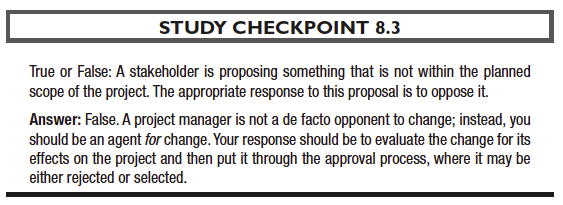 STUDY CHECKPOINT 8.3
True or False: A stakeholder is proposing something that is not within the planned
scope of the project. The appropriate response to this proposal is to oppose it.
Answer: False. A project manager is not a de facto opponent to change; instead, you
should be an agent for change. Your response should be to evaluate the change for its
effects on the project and then put it through the approval process, where it may be
either rejected or selected.